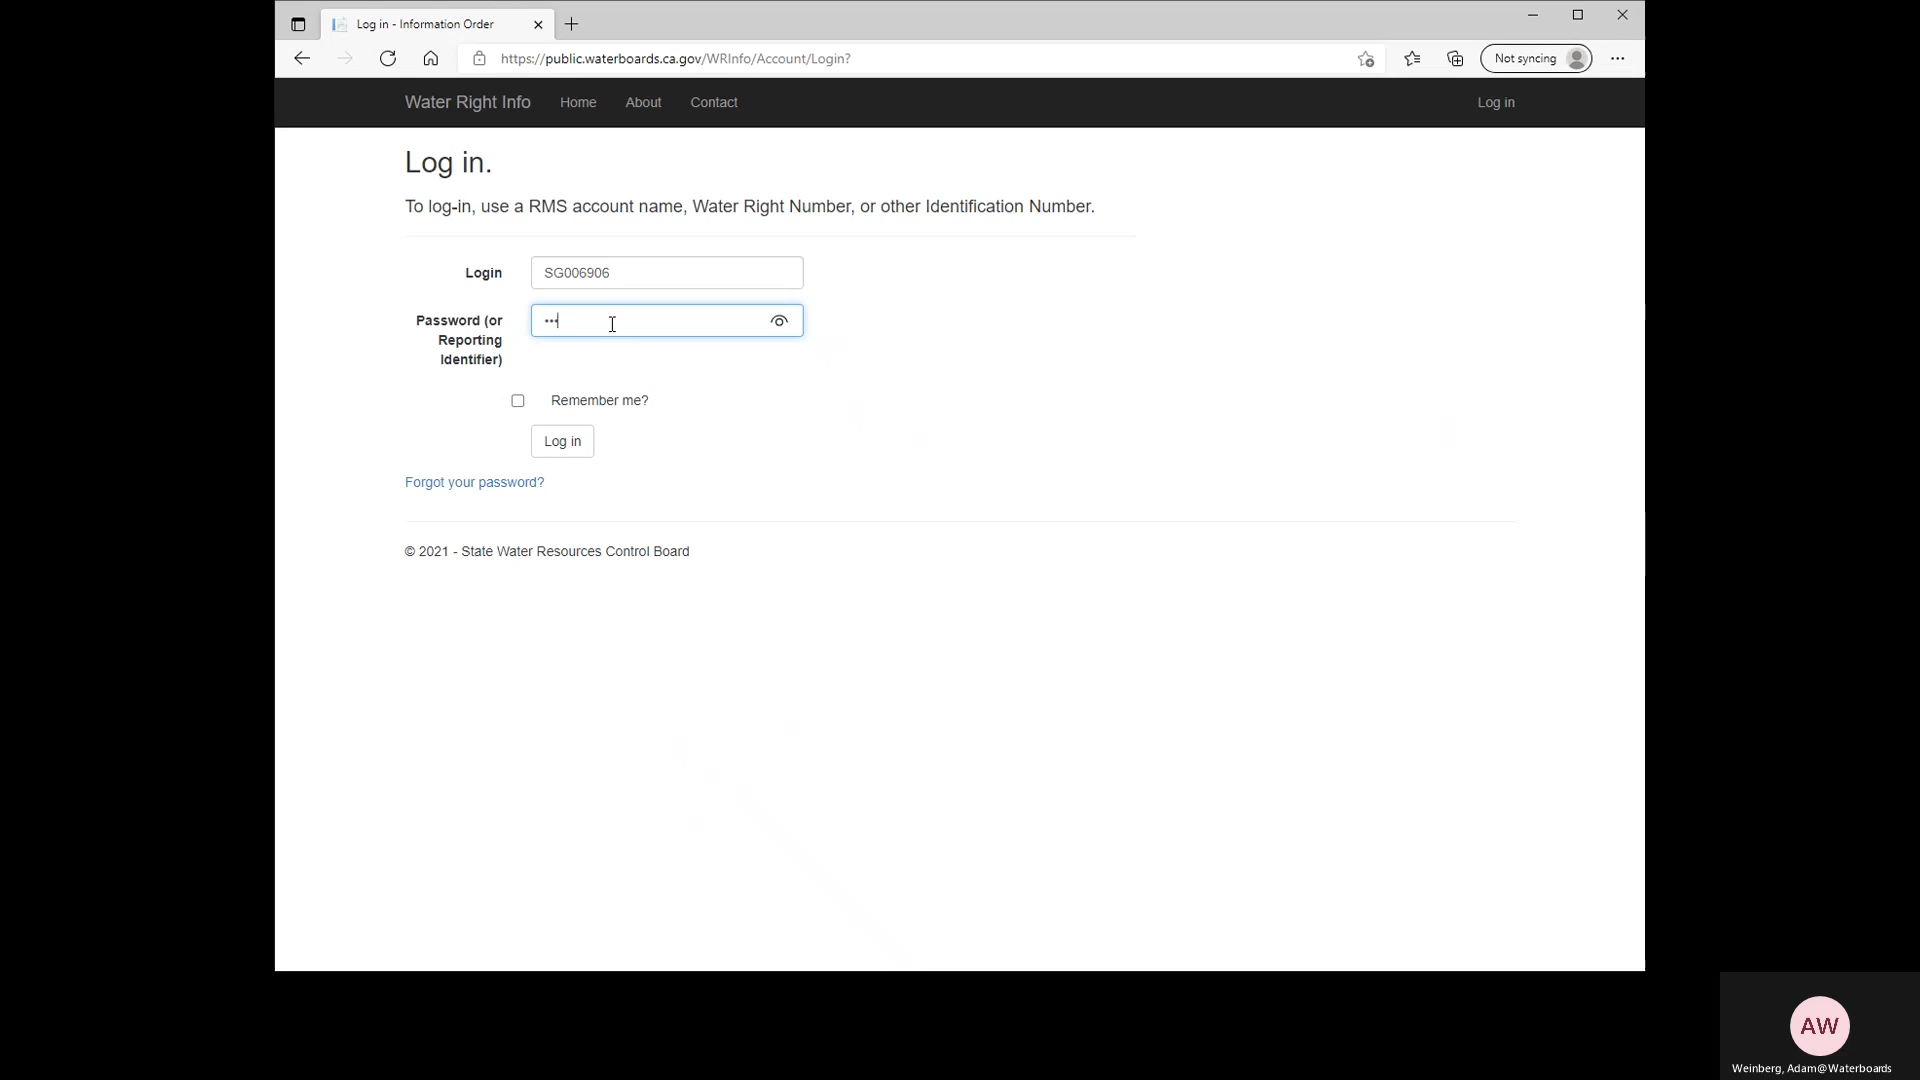 Log in - Information Order
https://public.waterboards.ca.gov/WRInfo/Account/Login?
Not syncing
Water Right Info Home About Contact Log in
Log in.
To log-in, use a RMS account name, Water Right Number, or other Identification Number.
Login SG006906
Password (or
Reporting
Identifier)
Remember me?
Log in
Forgot your password?
© 2021 - State Water Resources Control Board
AW
Weinberg, Adam@Waterboards